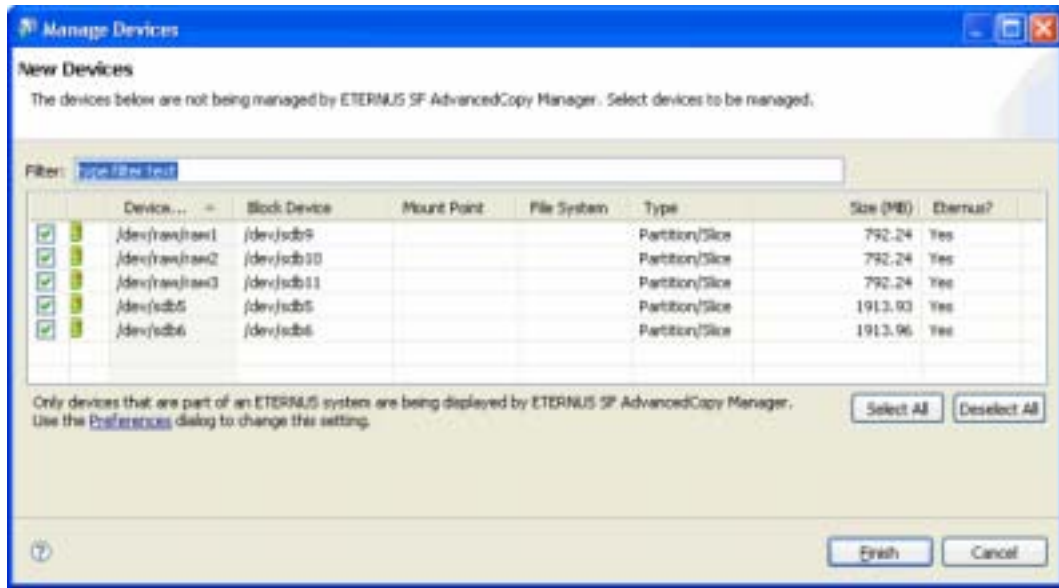 Manage Devices
New Devices
The devices below are not being managed by ETERNUS SF AdvancedCopy Manager. Select devices to be managed.
Filter: type filter text
Device... Block Device Mount Point File System Type Size (MB) Eternus?
/dev/raw/raw1 /dev/sdb9 Partition/Slice 792.24 Yes
/dev/raw/raw2 /dev/sdb10 Partition/Slice 792.24 Yes
/dev/raw/raw3 /dev/sdb11 Partition/Slice 792.24 Yes
/dev/sdb5 /dev/sdb5 Partition/Slice 1913.93 Yes
/dev/sdb6 /dev/sdb6 Partition/Slice 1913.96 Yes
Only devices that are part of an ETERNUS system are being displayed by ETERNUS SF AdvancedCopy Manager.
Use the Preferences dialog to change this setting.
Select All Deselect All
? Finish Cancel